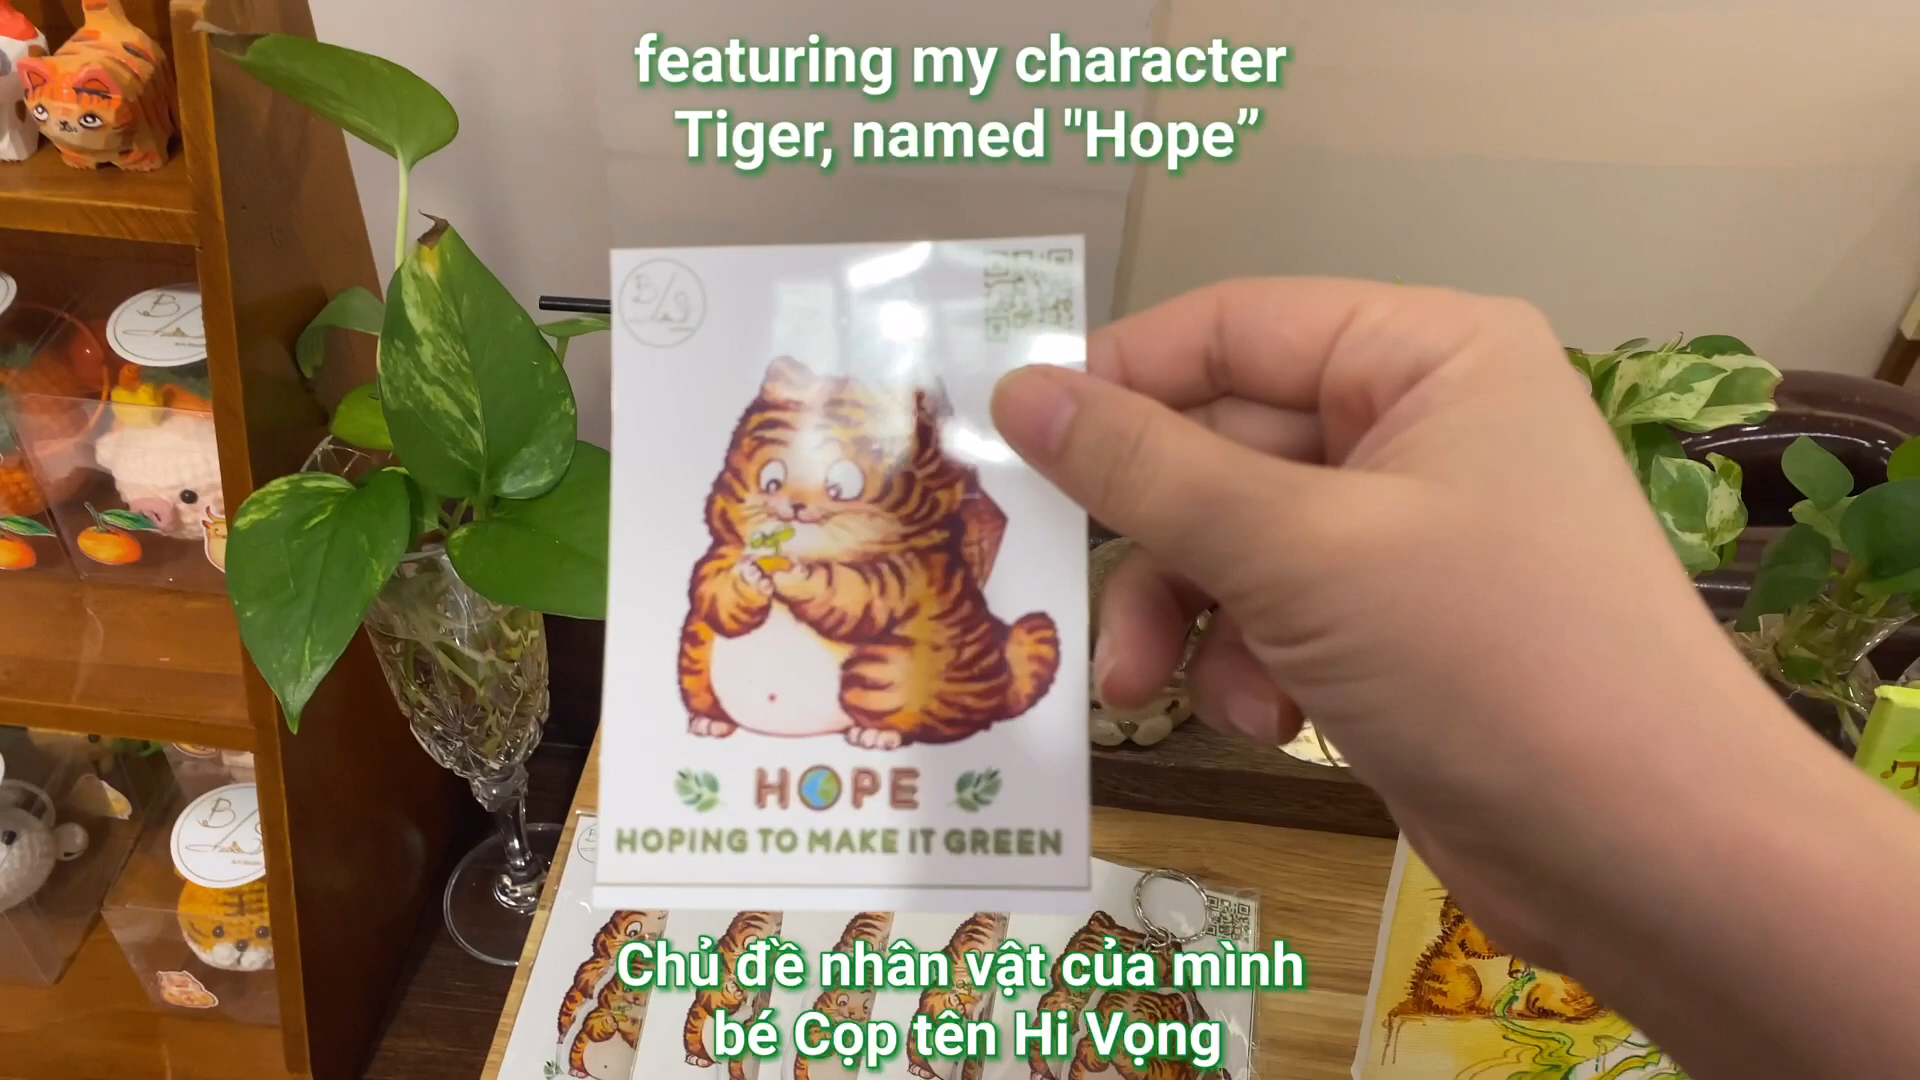 featuring my character
Tiger, named "Hope”
B/S
B/S
HOPE
HOPING TO MAKE IT GREEN
B/S
Chủ đề nhân vật của mình
bé Cọp tên Hi Vọng